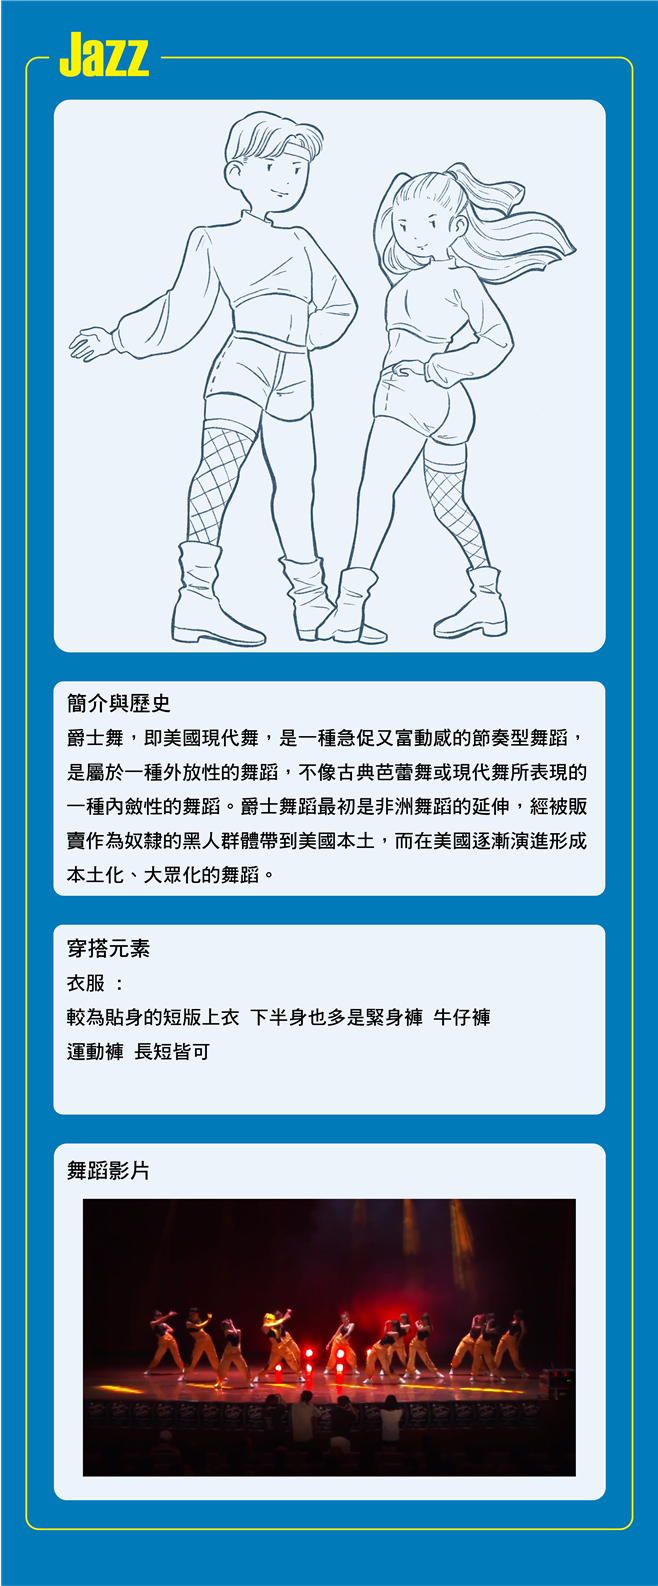 Jazz
簡介與歷史
爵士舞，即美國現代舞，是一種急促又富動感的節奏型舞蹈，
是屬於一種外放性的舞蹈，不像古典芭蕾舞或現代舞所表現的
一種內斂性的舞蹈。爵士舞蹈最初是非洲舞蹈的延伸，經被販
賣作為奴隸的黑人群體帶到美國本土，而在美國逐漸演進形成
本土化、大眾化的舞蹈。
穿搭元素
衣服 ：
較為貼身的短版上衣 下半身也多是緊身褲 牛仔褲
運動褲 長短皆可
舞蹈影片